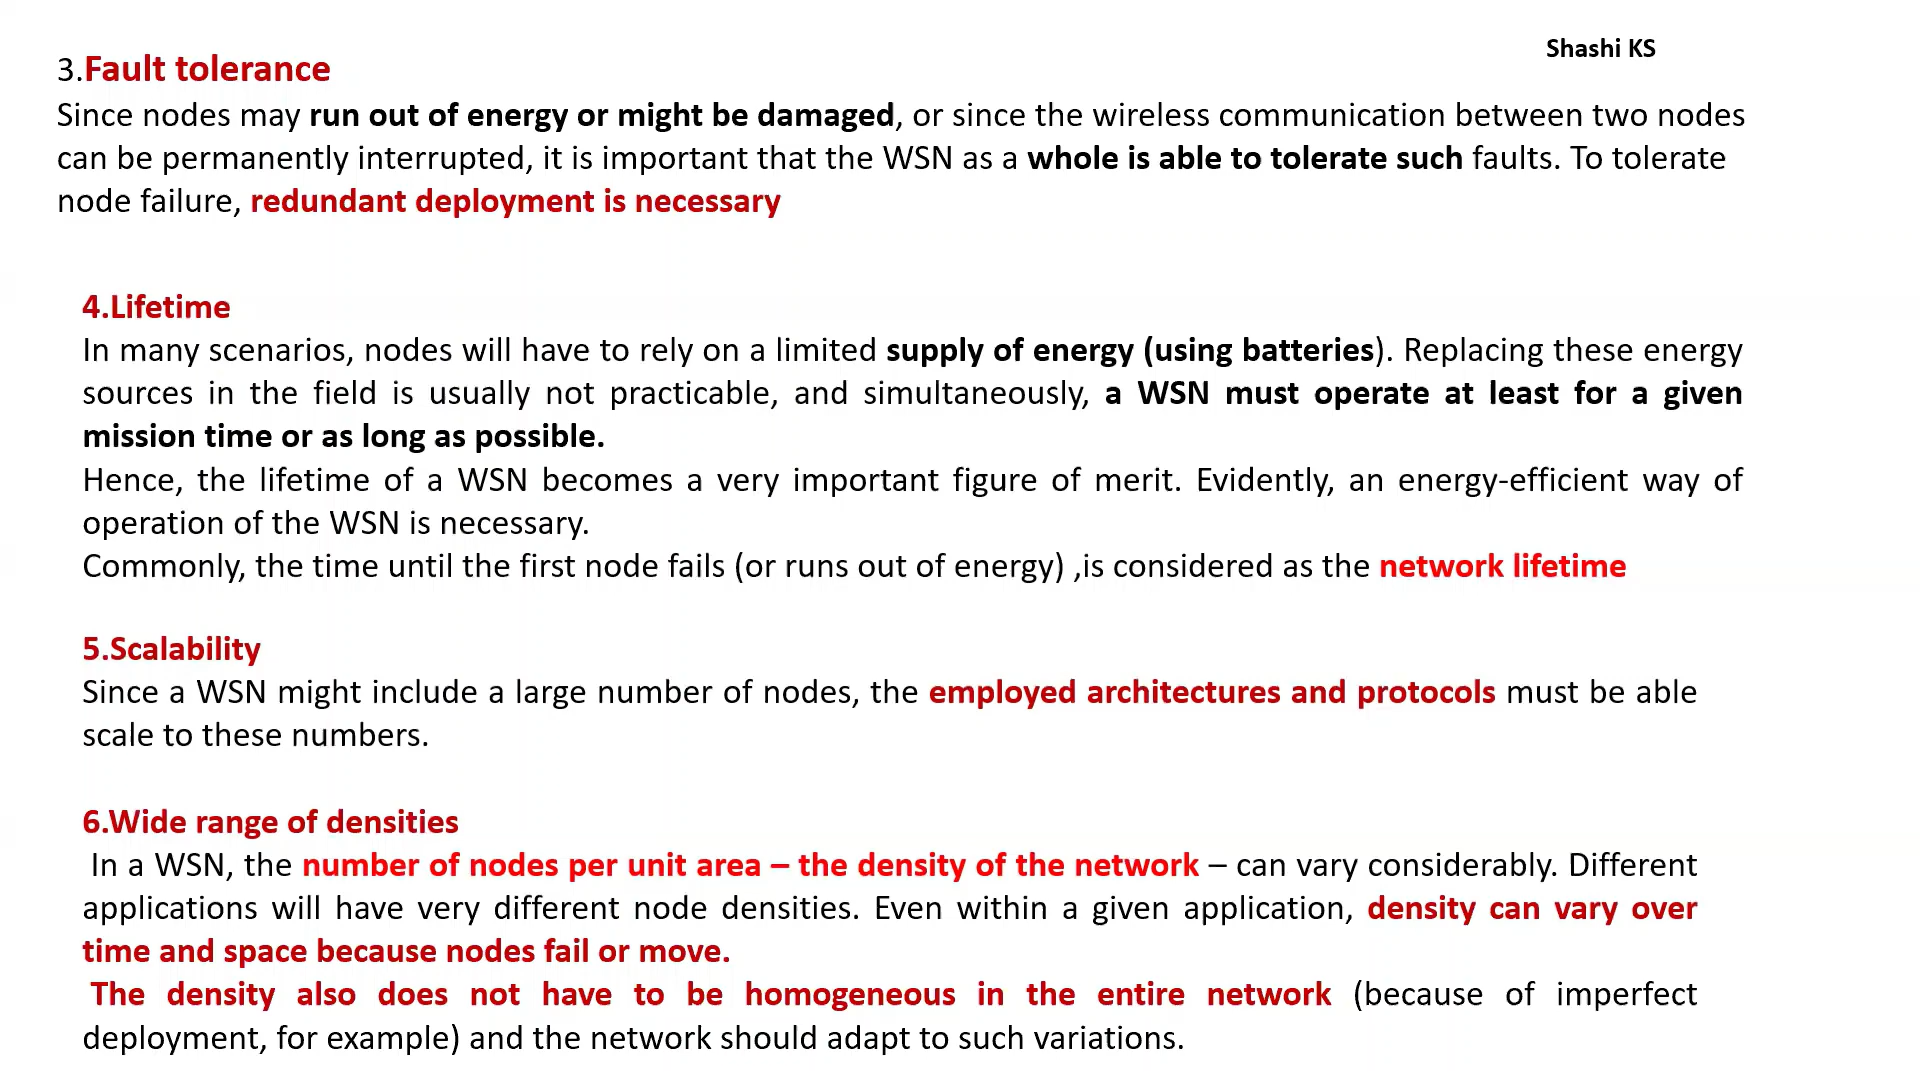 Shashi KS
3.Fault tolerance
Since nodes may run out of energy or might be damaged, or since the wireless communication between two nodes
can be permanently interrupted, it is important that the WSN as a whole is able to tolerate such faults. To tolerate
node failure, redundant deployment is necessary
4.Lifetime
In many scenarios, nodes will have to rely on a limited supply of energy (using batteries). Replacing these energy
sources in the field is usually not practicable, and simultaneously, a WSN must operate at least for a given
mission time or as long as possible.
Hence, the lifetime of a WSN becomes a very important figure of merit. Evidently, an energy-efficient way of
operation of the WSN is necessary.
Commonly, the time until the first node fails (or runs out of energy) ,is considered as the network lifetime
5.Scalability
Since a WSN might include a large number of nodes, the employed architectures and protocols must be able
scale to these numbers.
6.Wide range of densities
In a WSN, the number of nodes per unit area – the density of the network – can vary considerably. Different
applications will have very different node densities. Even within a given application, density can vary over
time and space because nodes fail or move.
The density also does not have to be homogeneous in the entire network (because of imperfect
deployment, for example) and the network should adapt to such variations.